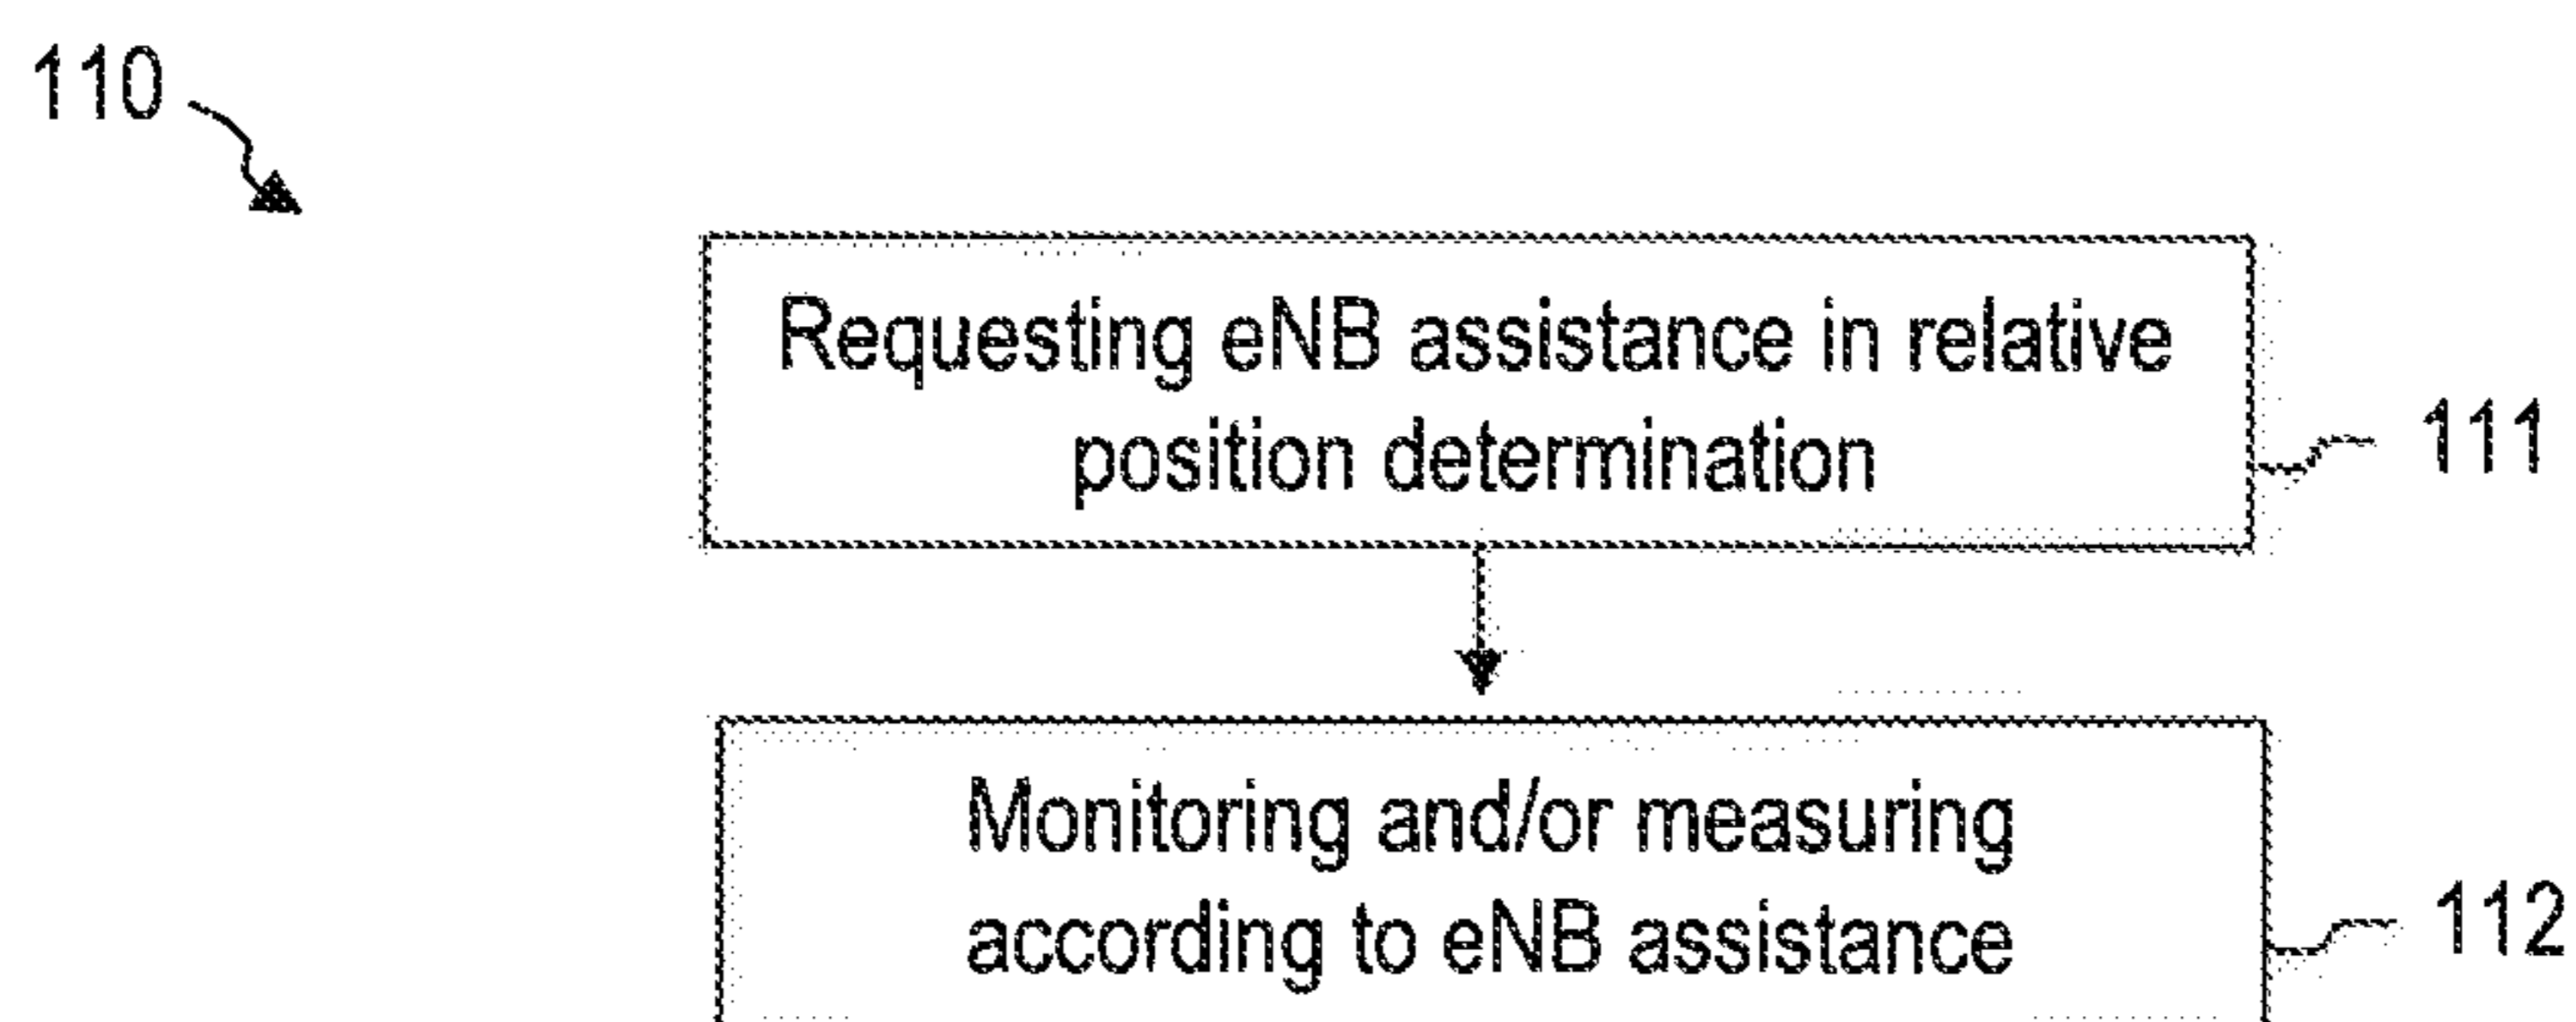 110
Requesting eNB assistance in relative
position determination
111
Monitoring and/or measuring
according to eNB assistance
112